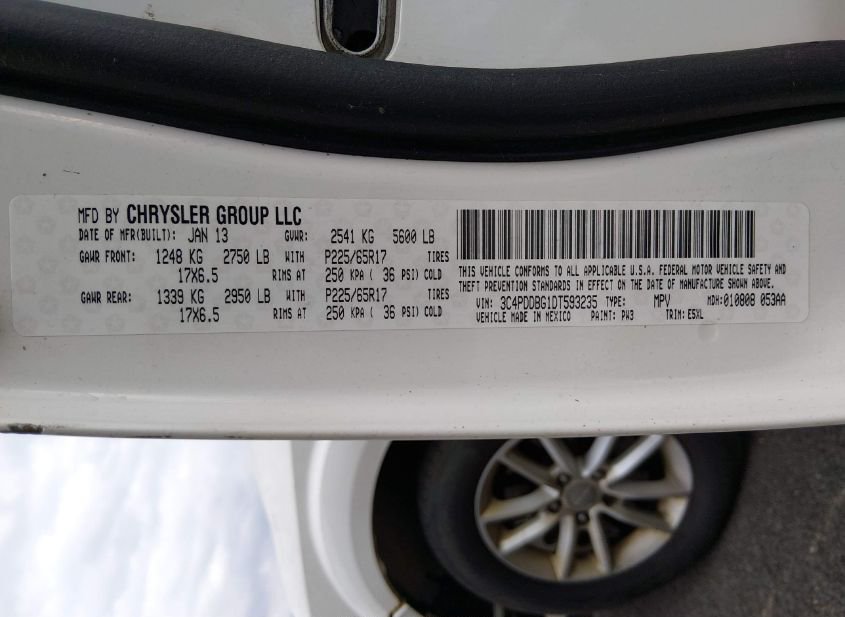 MFD BY CHRYSLER GROUP LLC
DATE OF MFR(BUILT): JAN 13 GVWR: 2541 KG 5600 LB
GAWR FRONT: 1248 KG 2750 LB WITH P225/65R17 TIRES
17X6.5 RIMS AT 250 KPA ( 36 PSI) COLD
GAWR REAR: 1339 KG 2950 LB WITH P225/65R17 TIRES
17X6.5 RIMS AT 250 KPA ( 36 PSI) COLD
THIS VEHICLE CONFORMS TO ALL APPLICABLE U.S.A. FEDERAL MOTOR VEHICLE SAFETY AND
THEFT PREVENTION STANDARDS IN EFFECT ON THE DATE OF MANUFACTURE SHOWN ABOVE.
VIN: 3C4PDDBG1DT593235 TYPE: MPV MDH:010808 053AA
VEHICLE MADE IN MEXICO PAINT: PW3 TRIM: E5XL